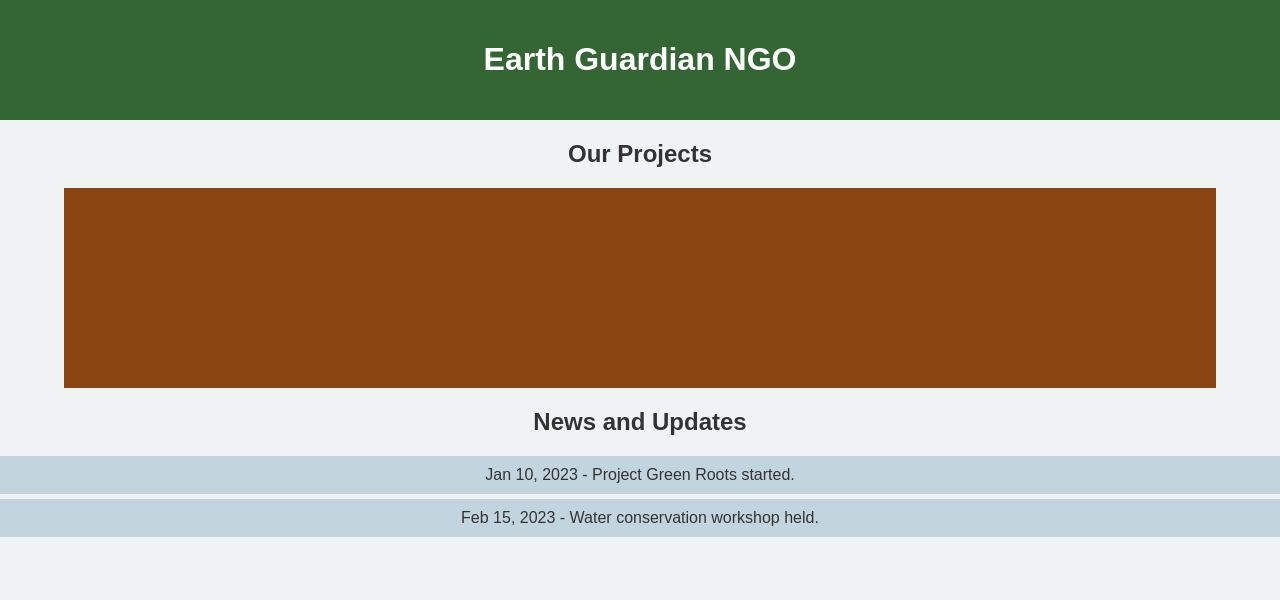 Earth Guardian NGO
Our Projects
News and Updates
Jan 10, 2023 - Project Green Roots started.
Feb 15, 2023 - Water conservation workshop held.